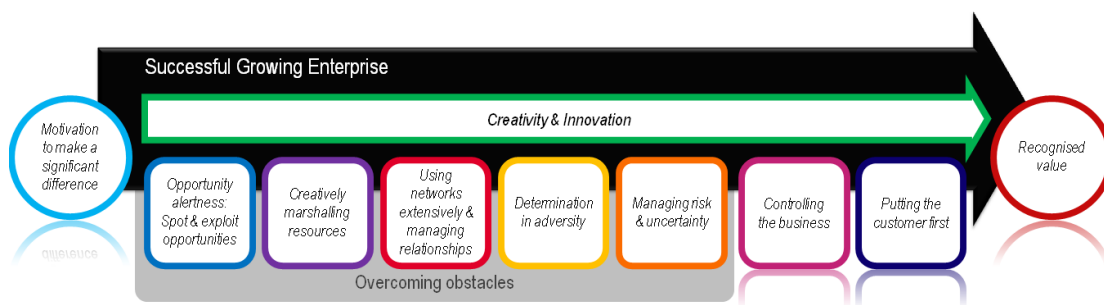 Successful Growing Enterprise
Creativity & Innovation
Motivation
to make a
significant
difference
Opportunity
alertness:
Spot & exploit
opportunities
Creatively
marshalling
resources
Using
networks
extensively &
managing
relationships
Determination
in adversity
Managing risk
& uncertainty
Controlling
the business
Putting the
customer first
Recognised
value
Overcoming obstacles